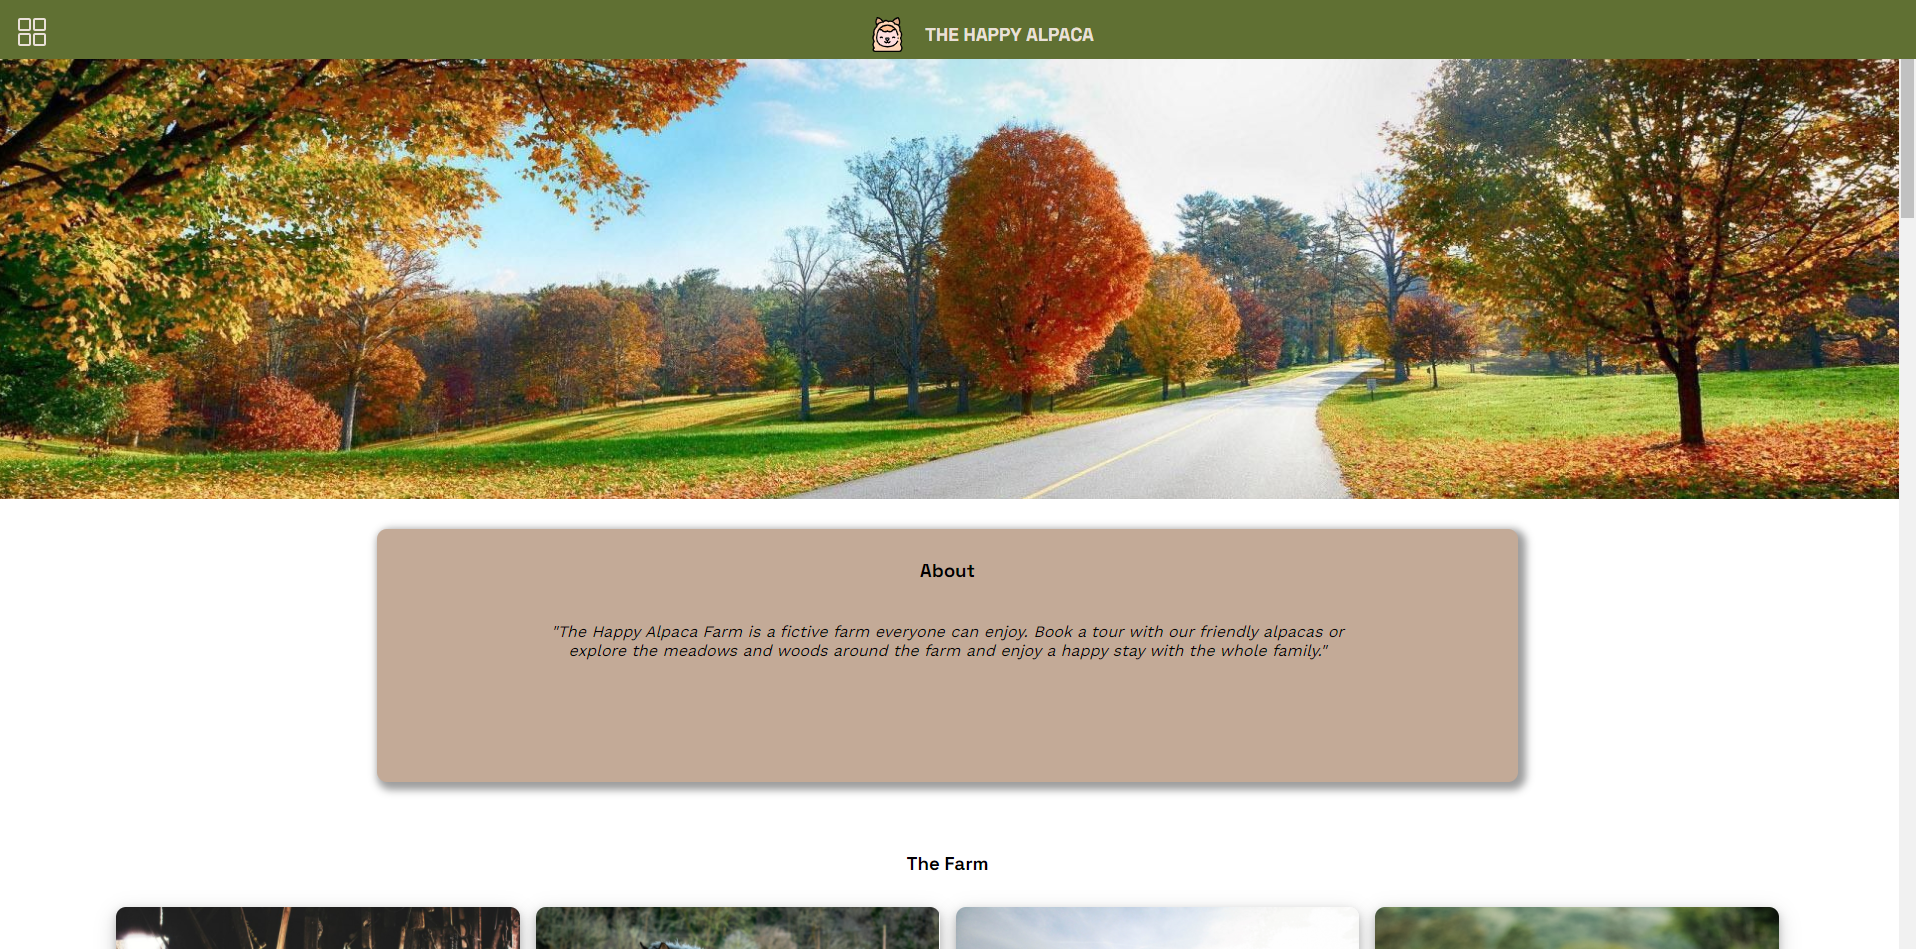 THE HAPPY ALPACA
About
"The Happy Alpaca Farm is a fictive farm everyone can enjoy. Book a tour with our friendly alpacas or
explore the meadows and woods around the farm and enjoy a happy stay with the whole family."
The Farm